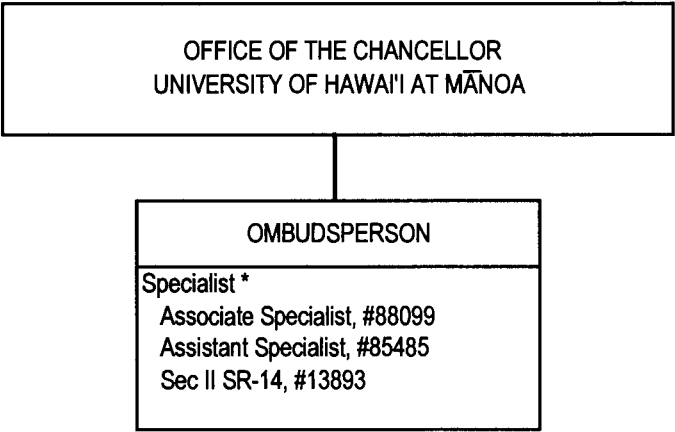 OFFICE OF THE CHANCELLOR
UNIVERSITY OF HAWAI'I AT MĀNOA
OMBUDSPERSON
Specialist *
Associate Specialist, #88099
Assistant Specialist, #85485
Sec II SR-14, #13893